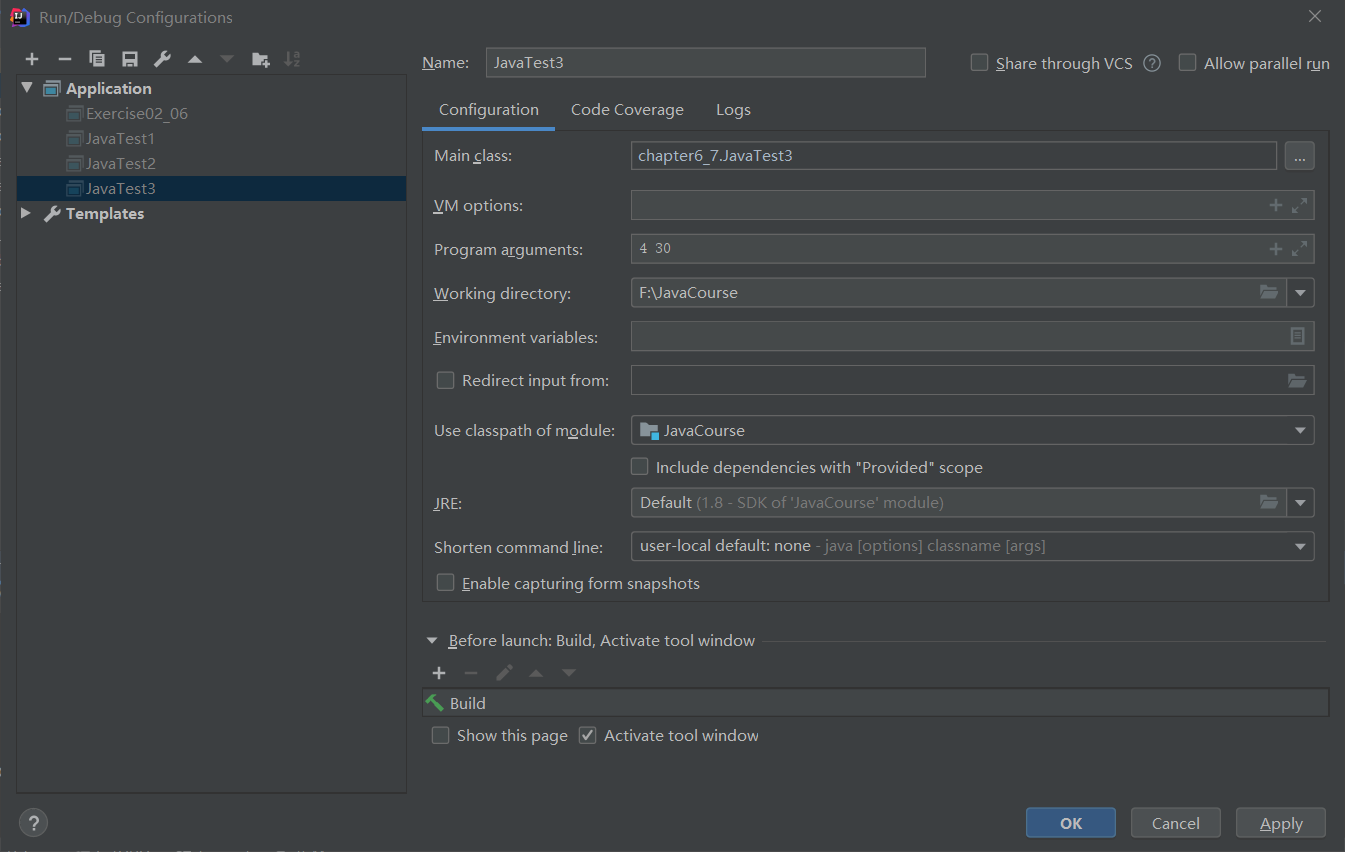 Run/Debug Configurations
Name: JavaTest3
Share through VCS
Allow parallel run
Application
Exercise02_06
JavaTest1
JavaTest2
JavaTest3
Templates
Configuration Code Coverage Logs
Main class: chapter6_7.JavaTest3 ...
VM options:
Program arguments: 4 30
Working directory: F:\JavaCourse
Environment variables:
Redirect input from:
Use classpath of module: JavaCourse
Include dependencies with "Provided" scope
JRE: Default (1.8 - SDK of 'JavaCourse' module)
Shorten command line: user-local default: none - java [options] classname [args]
Enable capturing form snapshots
Before launch: Build, Activate tool window
Build
Show this page Activate tool window
?
OK Cancel Apply